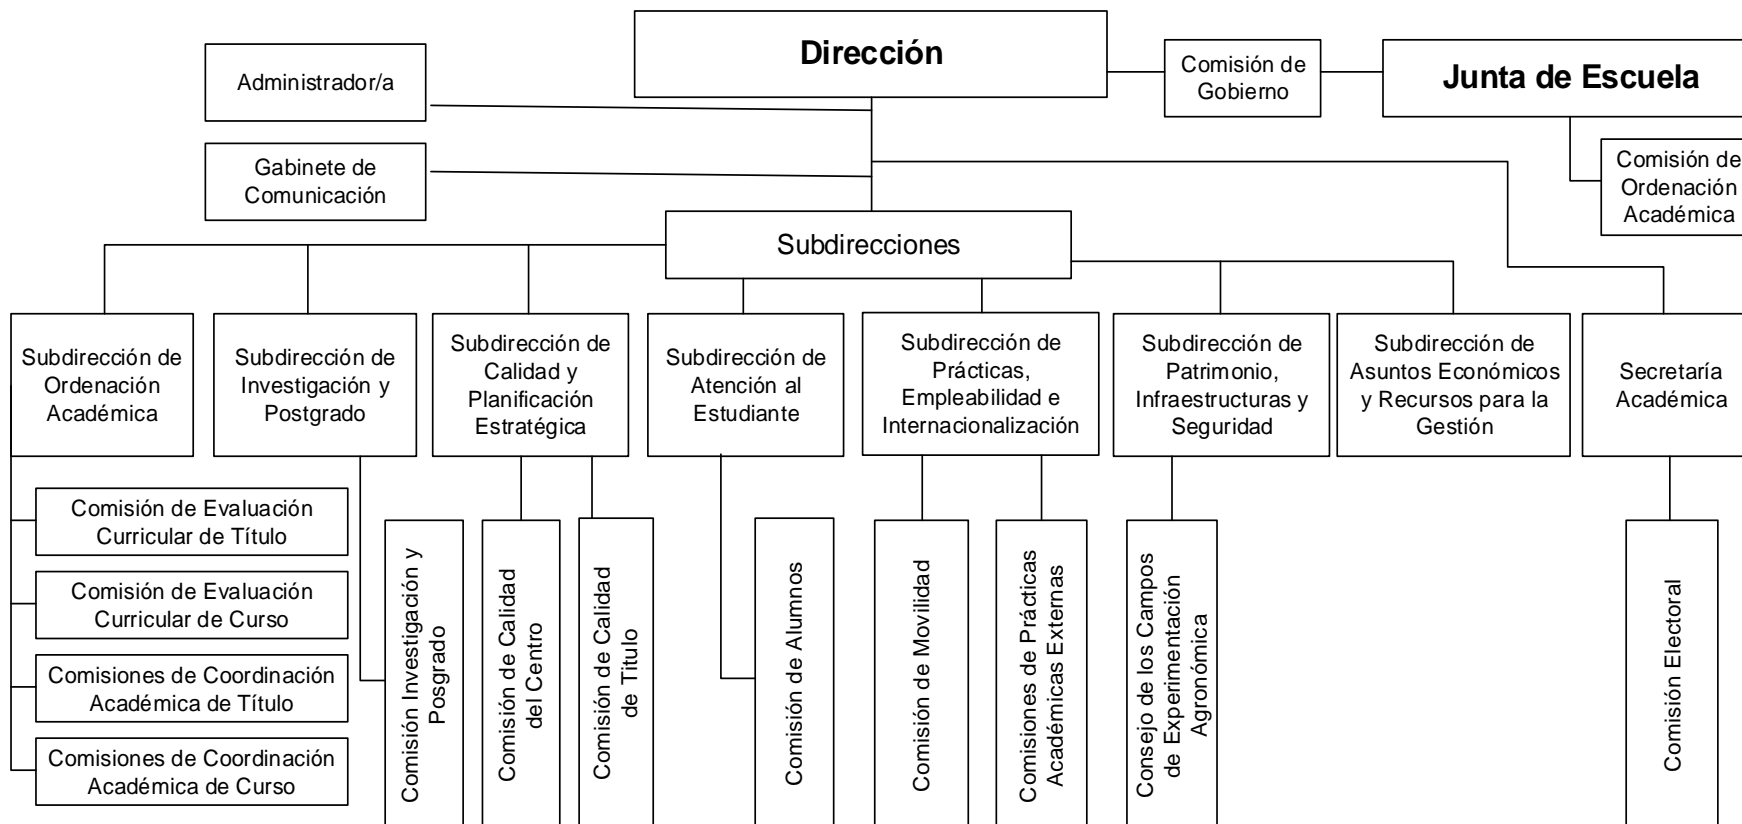 Dirección
Administrador/a
Comisión de
Gobierno
Junta de Escuela
Gabinete de
Comunicación
Comisión de
Ordenación
Académica
Subdirecciones
Subdirección de
Ordenación
Académica
Subdirección de
Investigación y
Postgrado
Subdirección de
Calidad y
Planificación
Estratégica
Subdirección de
Atención al
Estudiante
Subdirección de
Prácticas,
Empleabilidad e
Internacionalización
Subdirección de
Patrimonio,
Infraestructuras y
Seguridad
Subdirección de
Asuntos Económicos
y Recursos para la
Gestión
Secretaría
Académica
Comisión de Evaluación
Curricular de Título
Comisión de Evaluación
Curricular de Curso
Comisiones de Coordinación
Académica de Título
Comisiones de Coordinación
Académica de Curso
Comisión Investigación y
Posgrado
Comisión de Calidad
del Centro
Comisión de Calidad
de Titulo
Comisión de Alumnos
Comisión de Movilidad
Comisiones de Prácticas
Académicas Externas
Consejo de los Campos
de Experimentación
Agronómica
Comisión Electoral